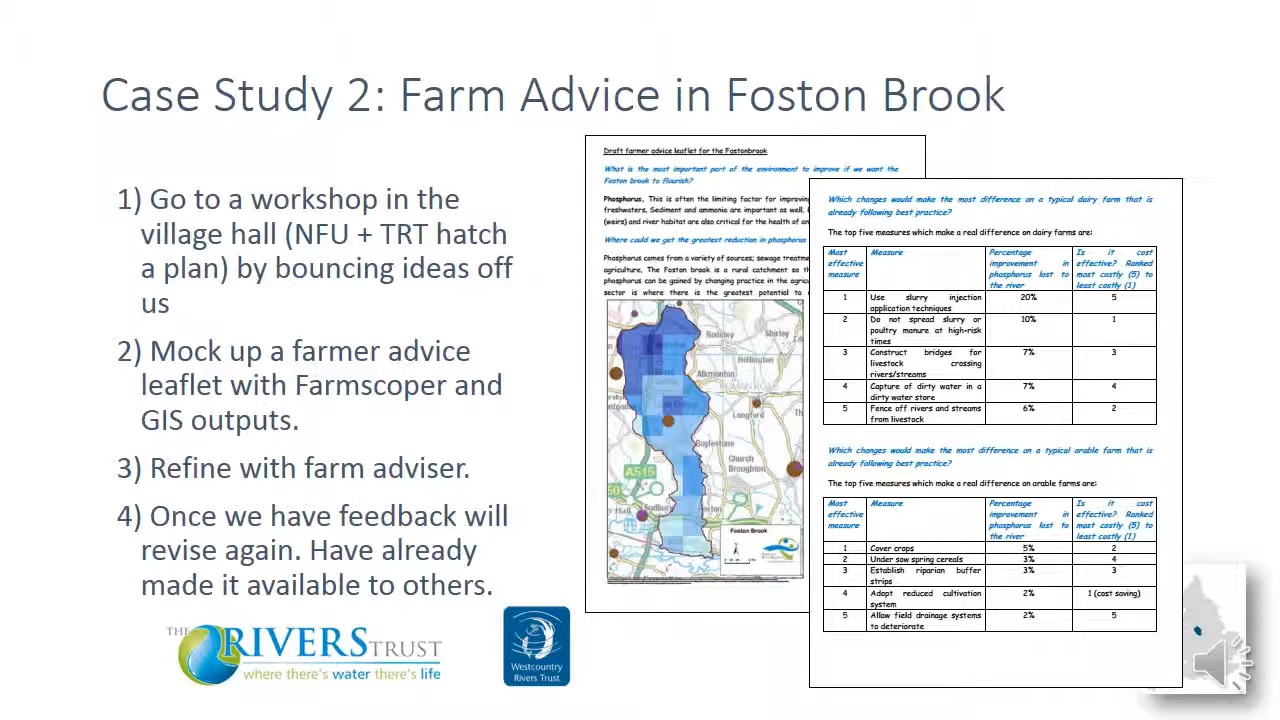 Case Study 2: Farm Advice in Foston Brook
1) Go to a workshop in the
village hall (NFU + TRT hatch
a plan) by bouncing ideas off
us
2) Mock up a farmer advice
leaflet with Farmscoper and
GIS outputs.
3) Refine with farm adviser.
4) Once we have feedback will
revise again. Have already
made it available to others.
THE RIVERS TRUST
where there's water there's life
Westcountry
Rivers Trust
Draft farmer advice leaflet for the Fostonbrook
What is the most important part of the environment to improve if we want the
Foston brook to flourish?
Phosphorus. This is often the limiting factor for improving
freshwaters, Sediment and ammonia are important as well.
(weirs) and river habitat are also critical for the health of
Where could we get the greatest reduction in phosphorus
Phosphorus comes from a variety of sources; sewage
agriculture, The Foston brook is a rural catchment so
phosphorus can be gained by changing practice in the
sector is where there is the greatest potential to
Rodsley
Shirley
Hollington
Alkmonton
Longford
Boylestone
Church
Broughton
A515
Sudbury
Foston
Foston Brook
Which changes would make the most difference on a typical dairy farm that is
already following best practice?
The top five measures which make a real difference on dairy farms are:
Most effective measure Measure Percentage improvement in phosphorus lost to the river Is it cost effective? Ranked most costly (5) to least costly (1)
1 Use slurry injection application techniques 20% 5
2 Do not spread slurry or poultry manure at high-risk times 10% 1
3 Construct bridges for livestock crossing rivers/streams 7% 3
4 Capture of dirty water in a dirty water store 7% 4
5 Fence off rivers and streams from livestock 6% 2
Which changes would make the most difference on a typical arable farm that is
already following best practice?
The top five measures which make a real difference on arable farms are:
Most effective measure Measure Percentage improvement in phosphorus lost to the river Is it cost effective? Ranked most costly (5) to least costly (1)
1 Cover crops 5% 2
2 Under sow spring cereals 3% 4
3 Establish riparian buffer strips 3% 3
4 Adopt reduced cultivation system 2% 1 (cost saving)
5 Allow field drainage systems to deteriorate 2% 5